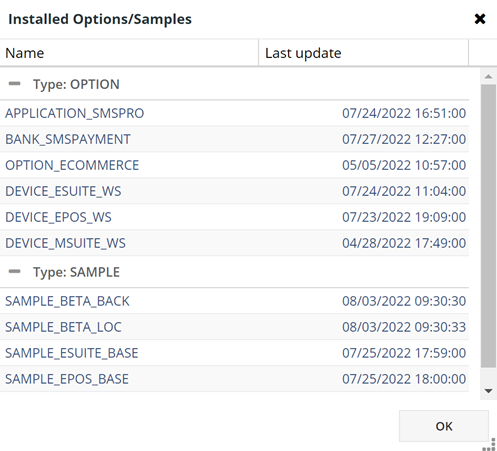 Installed Options/Samples
Name Last update
Type: OPTION
APPLICATION_SMSPRO 07/24/2022 16:51:00
BANK_SMSPAYMENT 07/27/2022 12:27:00
OPTION_ECOMMERCE 05/05/2022 10:57:00
DEVICE_ESUITE_WS 07/24/2022 11:04:00
DEVICE_EPOS_WS 07/23/2022 19:09:00
DEVICE_MSUITE_WS 04/28/2022 17:49:00
Type: SAMPLE
SAMPLE_BETA_BACK 08/03/2022 09:30:30
SAMPLE_BETA_LOC 08/03/2022 09:30:33
SAMPLE_ESUITE_BASE 07/25/2022 17:59:00
SAMPLE_EPOS_BASE 07/25/2022 18:00:00
OK